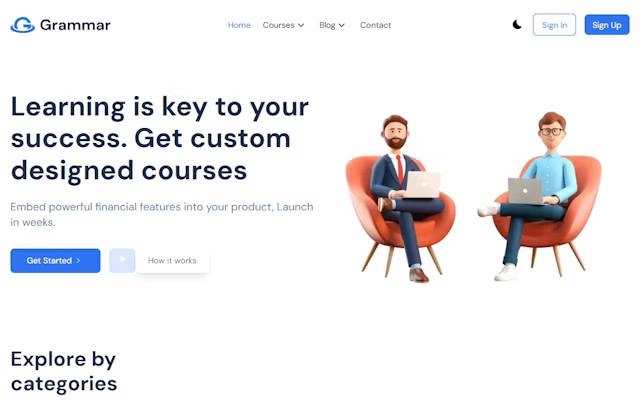 Grammar
Home
Courses
Blog
Contact
Sign In
Sign Up
Learning is key to your
success. Get custom
designed courses
Embed powerful financial features into your product, Launch
in weeks.
Get Started
How it works
Explore by
categories